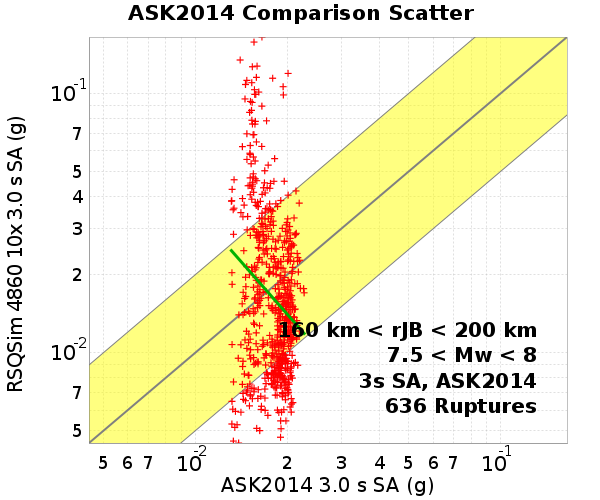 ASK2014 Comparison Scatter
RSQSim 4860 10x 3.0 s SA (g)
10-1
7
5
4
3
2
10-2
7
5
160 km < rJB < 200 km
7.5 < Mw < 8
3s SA, ASK2014
636 Ruptures
5 6 7 10-2 2 3 4 5 6 7 10-1
ASK2014 3.0 s SA (g)